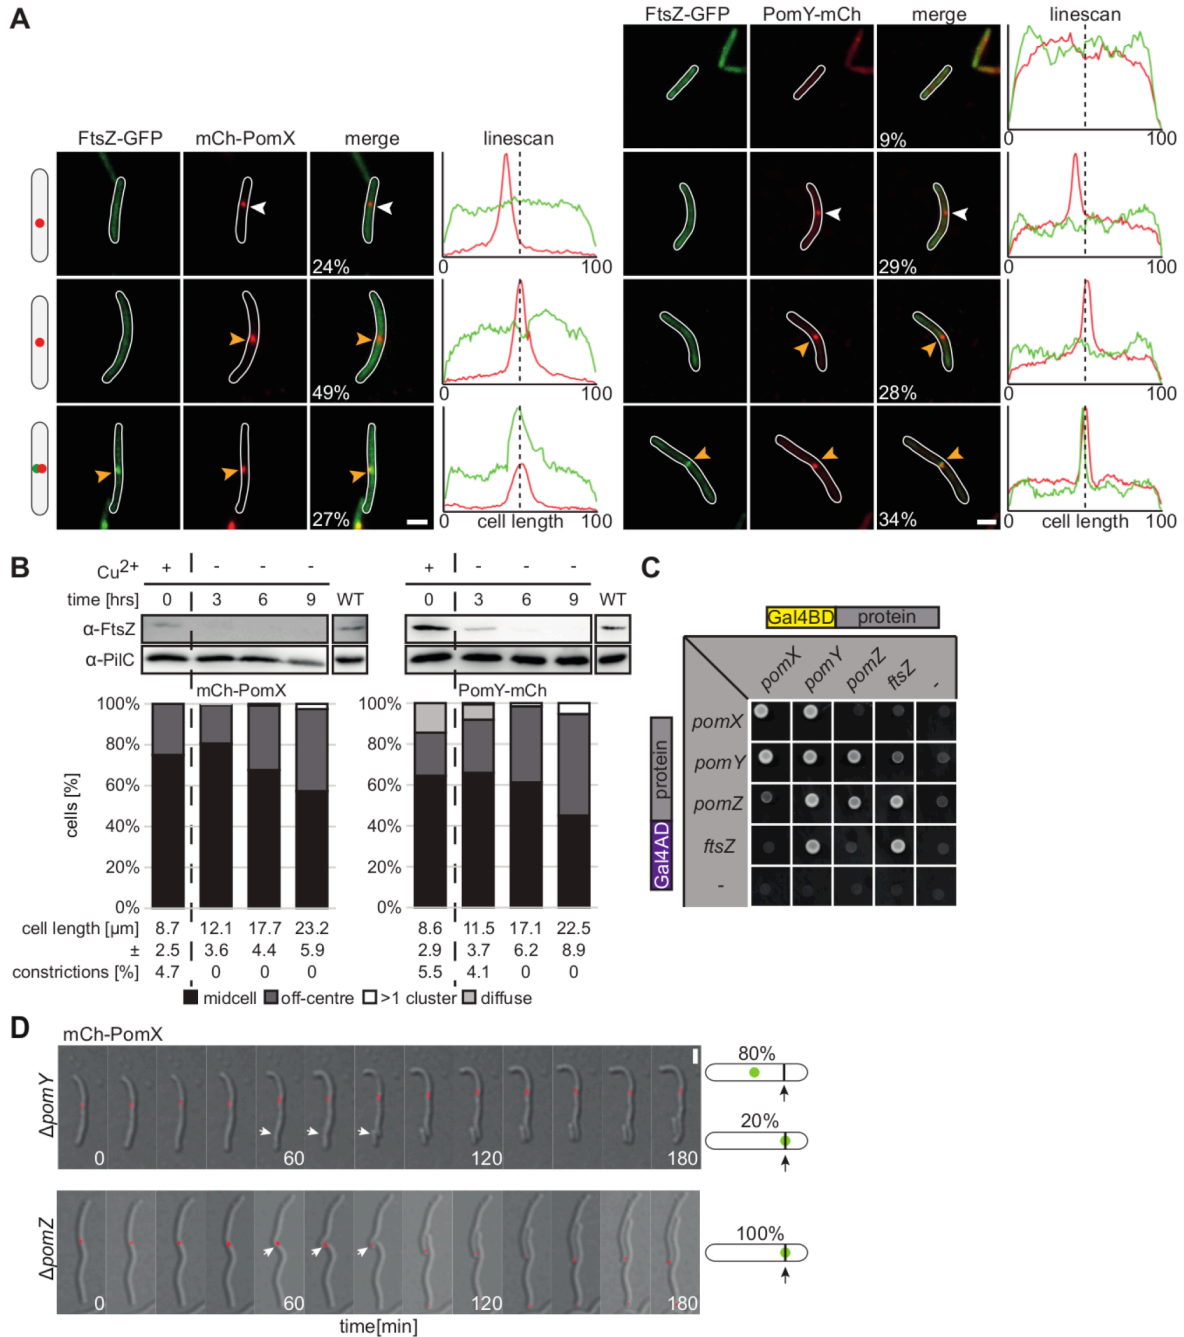 A
FtsZ-GFP mCh-PomX merge linescan
24%
0 100
49%
0 100
27%
0 cell length 100
FtsZ-GFP PomY-mCh merge linescan
9%
0 100
29%
0 100
28%
0 100
34%
0 cell length 100
B
Cu2+ + - - -
time [hrs] 0 3 6 9 WT
α-FtsZ
α-PilC
mCh-PomX
100%
80%
60%
40%
20%
0%
cells [%]
cell length [µm] 8.7 12.1 17.7 23.2
± 2.5 3.6 4.4 5.9
constrictions [%] 4.7 0 0 0
+ - - -
0 3 6 9 WT
PomY-mCh
100%
80%
60%
40%
20%
0%
8.6 11.5 17.1 22.5
2.9 3.7 6.2 8.9
5.5 4.1 0 0
midcell off-centre >1 cluster diffuse
C
Gal4BD protein
pomX pomY pomZ ftsZ -
Gal4AD protein
pomX
pomY
pomZ
ftsZ
-
D
mCh-PomX
ΔpomY
0 60 120 180
80%
20%
ΔpomZ
0 60 120 180
100%
time[min]